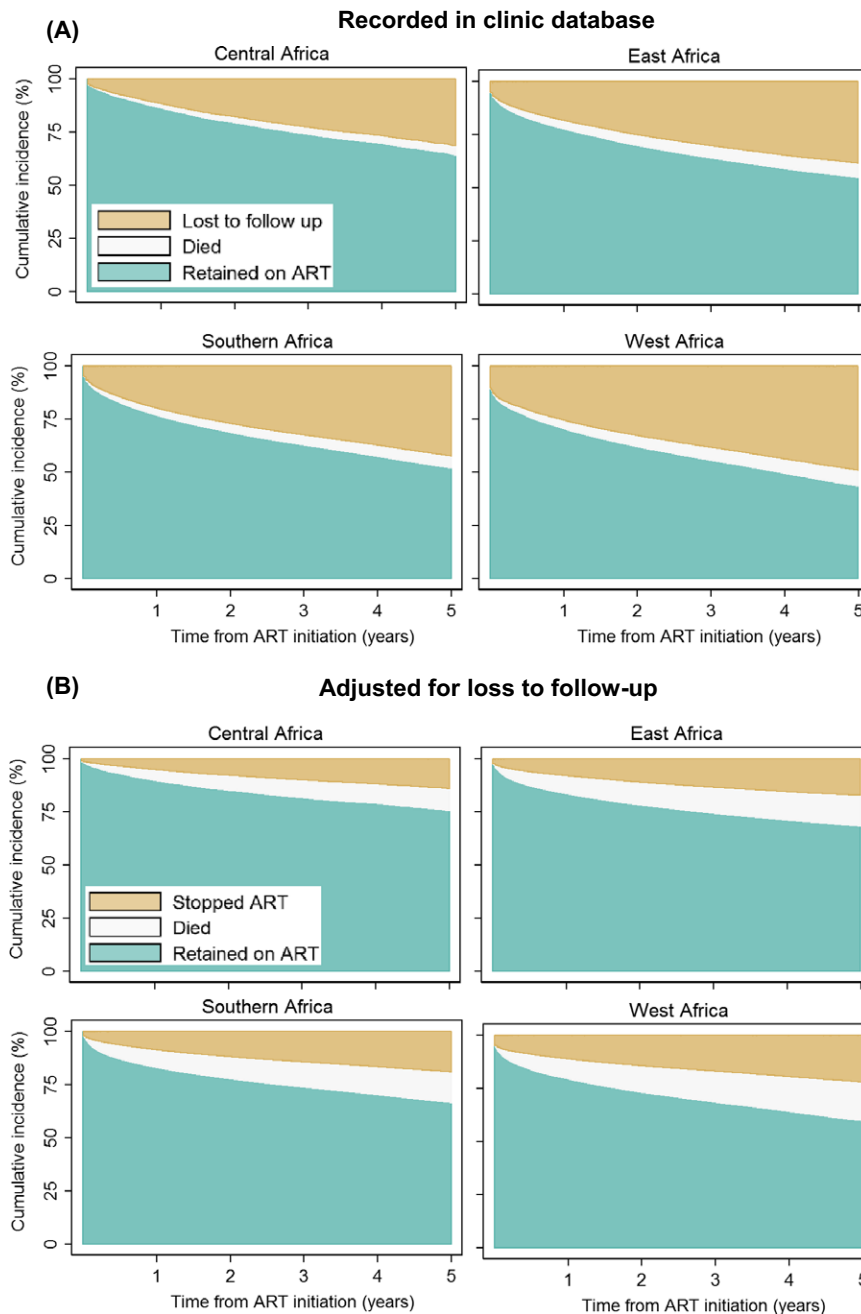 (A)
Recorded in clinic database
Central Africa
East Africa
Cumulative incidence (%)
100
75
50
25
0
Lost to follow up
Died
Retained on ART
Southern Africa
West Africa
Cumulative incidence (%)
100
75
50
25
0
1 2 3 4 5
1 2 3 4 5
Time from ART initiation (years)
Time from ART initiation (years)
(B)
Adjusted for loss to follow-up
Central Africa
East Africa
Cumulative incidence (%)
100
75
50
25
0
Stopped ART
Died
Retained on ART
Southern Africa
West Africa
Cumulative incidence (%)
100
75
50
25
0
1 2 3 4 5
1 2 3 4 5
Time from ART initiation (years)
Time from ART initiation (years)